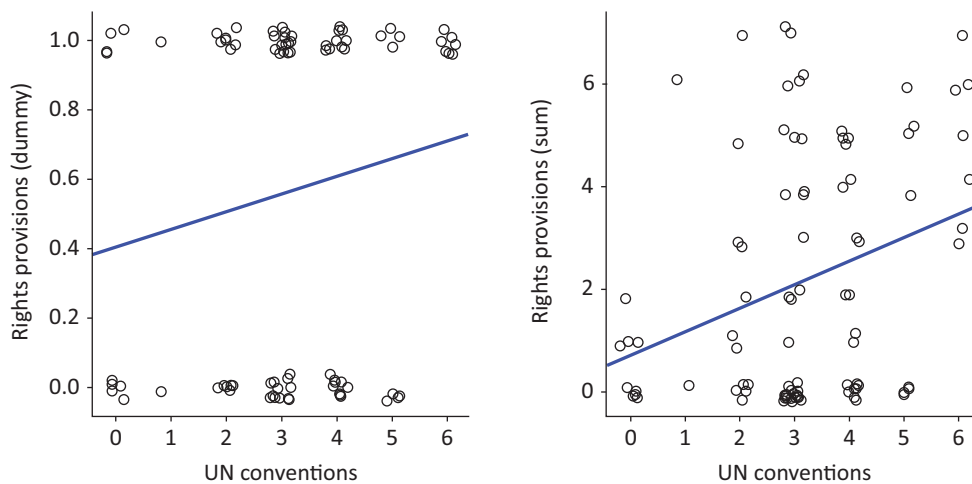 Rights provisions (dummy)
1.0
0.8
0.6
0.4
0.2
0.0
0 1 2 3 4 5 6
UN conventions
Rights provisions (sum)
6
4
2
0
0 1 2 3 4 5 6
UN conventions